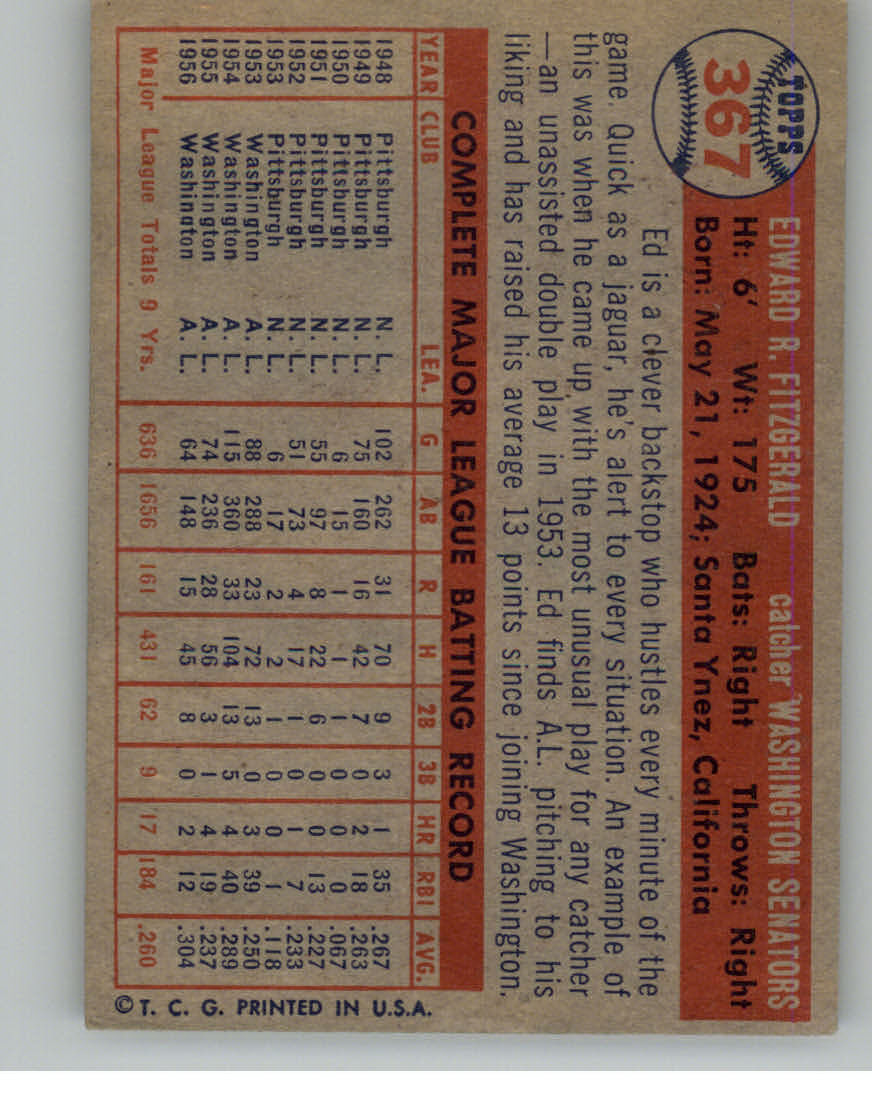 TOPPS
367
EDWARD R. FITZGERALD catcher WASHINGTON SENATORS
Ht: 6' Wt: 175 Bats: Right Throws: Right
Born: May 21, 1924; Santa Ynez, California
Ed is a clever backstop who hustles every minute of the
game. Quick as a jaguar, he's alert to every situation. An example of
this was when he came up with the most unusual play for any catcher
—an unassisted double play in 1953. Ed finds A.L. pitching to his
liking and has raised his average 13 points since joining Washington.
COMPLETE MAJOR LEAGUE BATTING RECORD
YEAR CLUB LEA. G AB R H 2B 3B HR RBI AVG.
1948 Pittsburgh N. L. 102 262 31 70 9 3 1 35 .267
1949 Pittsburgh N. L. 75 160 16 42 7 0 2 18 .263
1950 Pittsburgh N. L. 6 15 1 1 1 0 0 0 .067
1951 Pittsburgh N. L. 55 97 8 22 6 0 0 13 .227
1952 Pittsburgh N. L. 51 73 4 17 1 0 1 7 .233
1953 Pittsburgh N. L. 6 17 2 2 1 0 0 1 .118
1953 Washington A. L. 88 288 23 72 13 0 3 39 .250
1954 Washington A. L. 115 360 33 104 13 5 4 40 .289
1955 Washington A. L. 74 236 28 56 3 1 4 19 .237
1956 Washington A. L. 64 148 15 45 8 0 2 12 .304
Major League Totals 9 Yrs. 636 1656 161 431 62 9 17 184 .260
© T. C. G. PRINTED IN U.S.A.